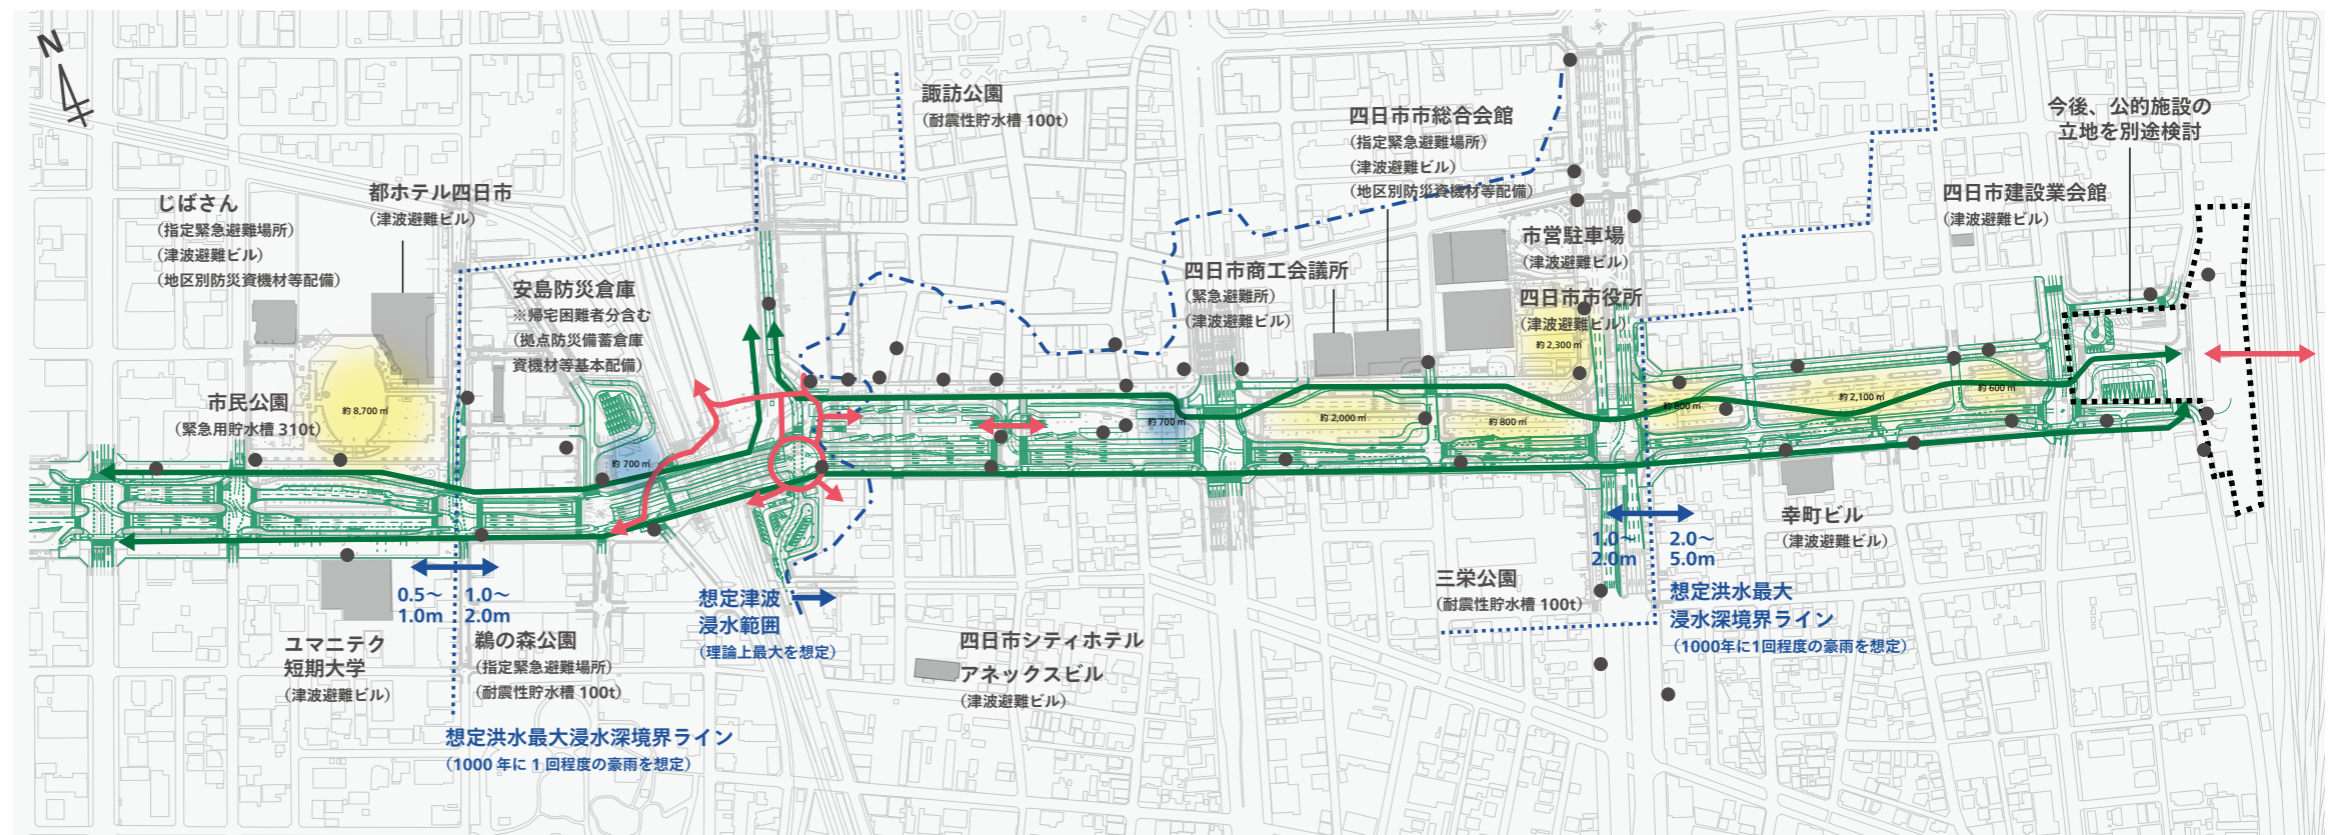 N
諏訪公園
（耐震性貯水槽 100t）
四日市市総合会館
（指定緊急避難場所）
（津波避難ビル）
（地区別防災資機材等配備）
今後、公的施設の
立地を別途検討
じばさん
（指定緊急避難場所）
（津波避難ビル）
（地区別防災資機材等配備）
都ホテル四日市
（津波避難ビル）
四日市建設業会館
（津波避難ビル）
市営駐車場
（津波避難ビル）
安島防災倉庫
※帰宅困難者分含む
（拠点防災備蓄倉庫
資機材等基本配備）
四日市商工会議所
（緊急避難所）
（津波避難ビル）
四日市市役所
（津波避難ビル）
約 2,300 ㎡
市民公園
（緊急用貯水槽 310t）
約 8,700 ㎡
約 700 ㎡
約 700 ㎡
約 2,000 ㎡
約 800 ㎡
約 800 ㎡
約 2,100 ㎡
約 600 ㎡
幸町ビル
（津波避難ビル）
0.5～
1.0m
1.0～
2.0m
1.0～
2.0m
2.0～
5.0m
想定津波
浸水範囲
（理論上最大を想定）
三栄公園
（耐震性貯水槽 100t）
想定洪水最大
浸水深境界ライン
（1000年に1回程度の豪雨を想定）
ユマニテク
短期大学
（津波避難ビル）
鵜の森公園
（指定緊急避難場所）
（耐震性貯水槽 100t）
四日市シティホテル
アネックスビル
（津波避難ビル）
想定洪水最大浸水深境界ライン
（1000 年に 1 回程度の豪雨を想定）